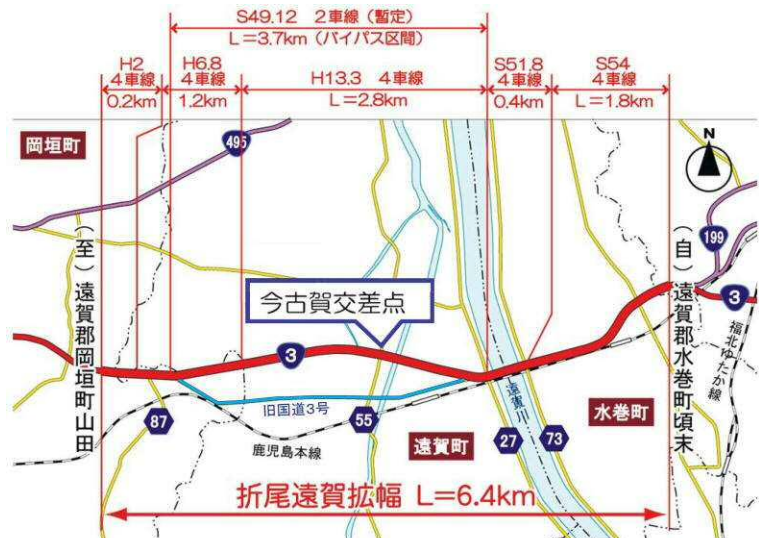 S49.12 2車線（暫定）
L＝3.7km（バイパス区間）
H2
4車線
0.2km
H6.8
4車線
1.2km
H13.3 4車線
L＝2.8km
S51.8
4車線
0.4km
S54
4車線
L＝1.8km
岡垣町
495
N
199
（至）遠賀郡岡垣町山田
（自）遠賀郡水巻町頃末
今古賀交差点
3
3
福北ゆたか線
旧国道3号
遠賀川
87
55
鹿児島本線
遠賀町
27
73
水巻町
折尾遠賀拡幅 L=6.4km